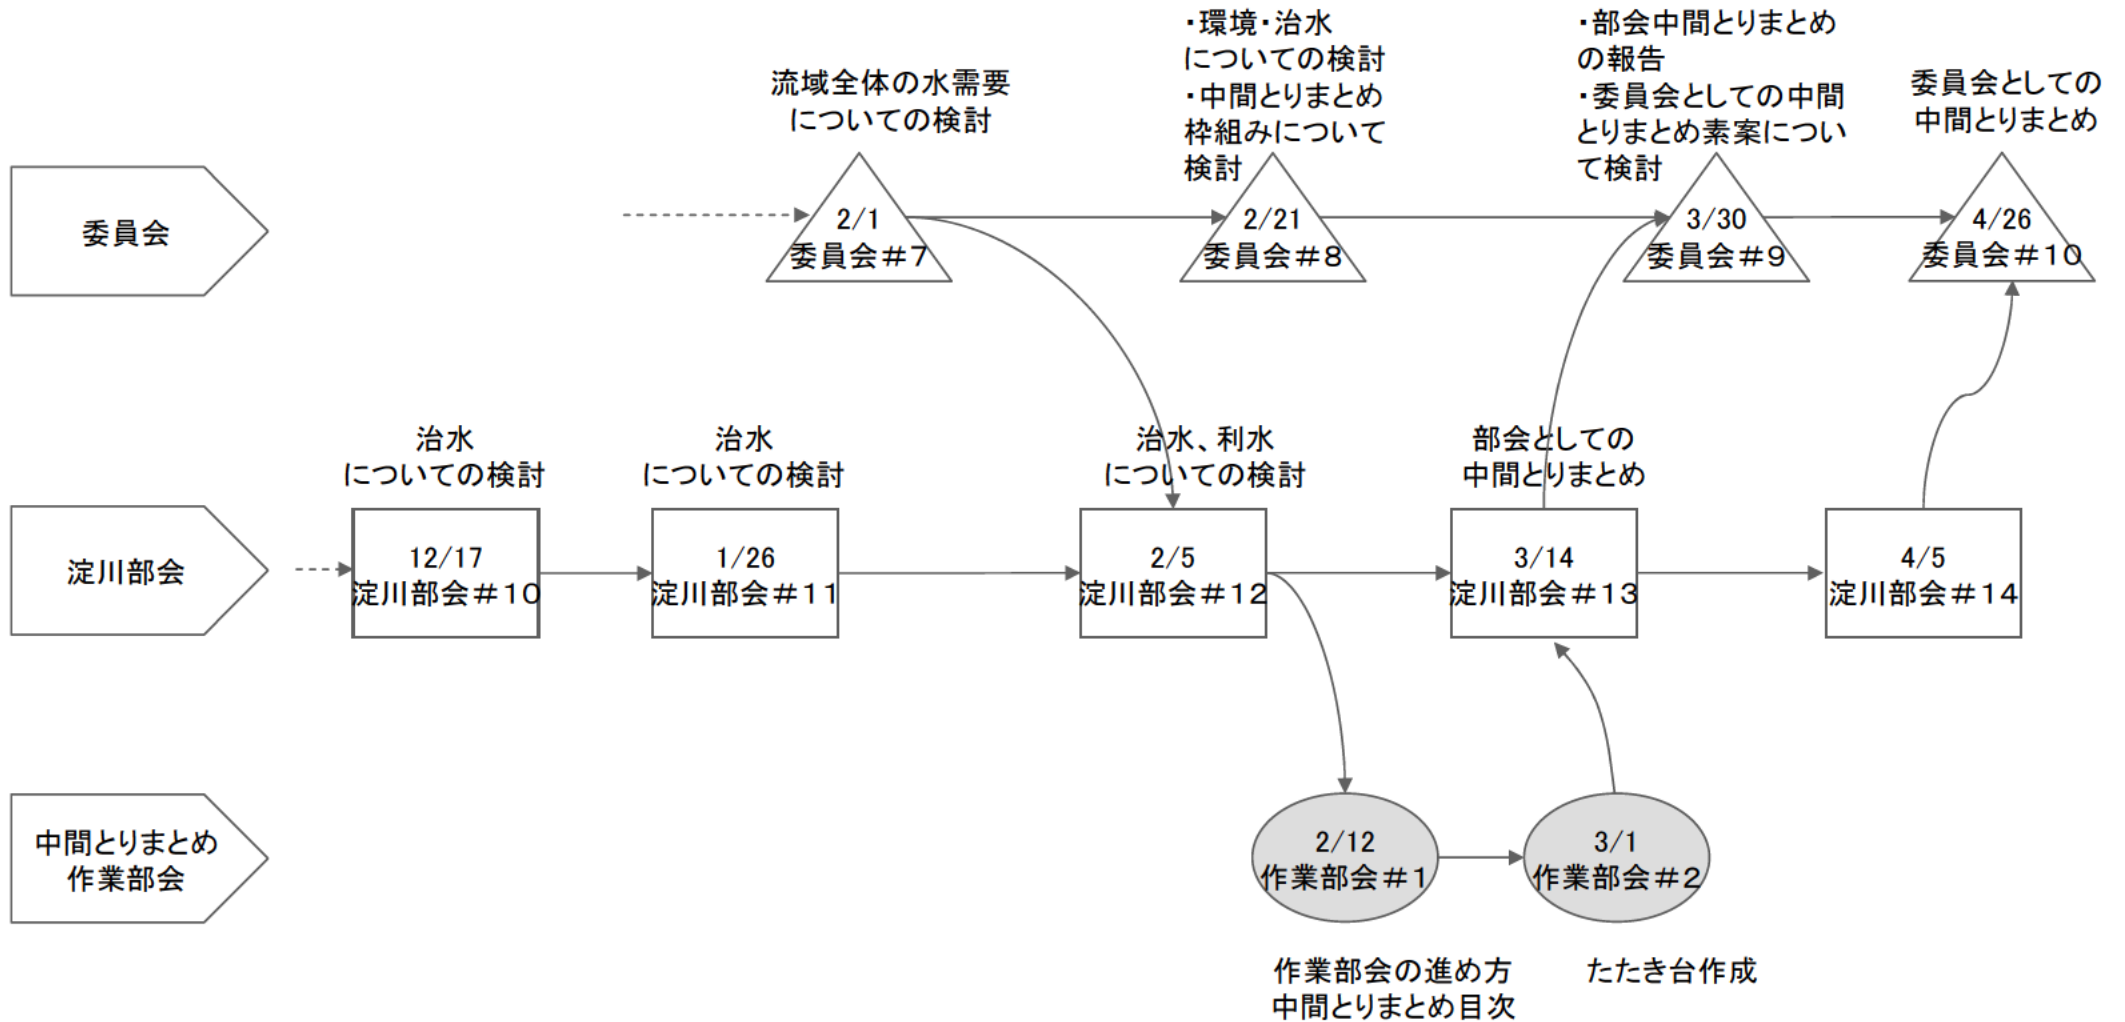 ・環境・治水
についての検討
・中間とりまとめ
枠組みについて
検討
・部会中間とりまとめ
の報告
・委員会としての中間
とりまとめ素案につい
て検討
流域全体の水需要
についての検討
委員会としての
中間とりまとめ
委員会
2/1
委員会＃7
2/21
委員会＃8
3/30
委員会＃9
4/26
委員会＃10
治水
についての検討
治水
についての検討
治水、利水
についての検討
部会としての
中間とりまとめ
淀川部会
12/17
淀川部会＃10
1/26
淀川部会＃11
2/5
淀川部会＃12
3/14
淀川部会＃13
4/5
淀川部会＃14
中間とりまとめ
作業部会
2/12
作業部会＃1
3/1
作業部会＃2
作業部会の進め方
中間とりまとめ目次
たたき台作成